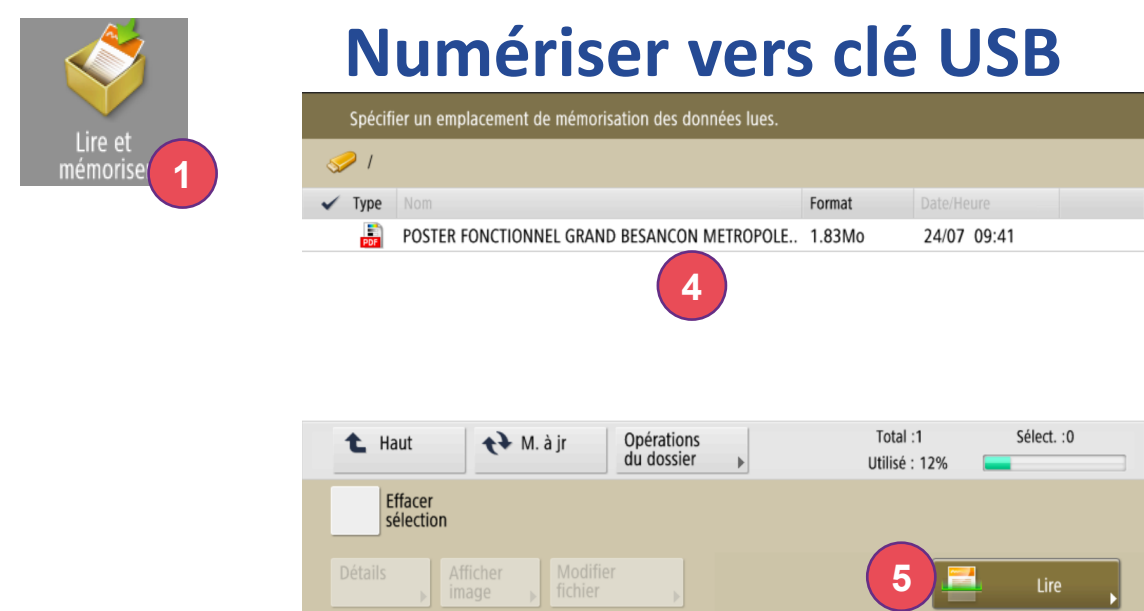 Numériser vers clé USB
Lire et
mémorise
1
Spécifier un emplacement de mémorisation des données lues.
/
Type Nom Format Date/Heure
PDF POSTER FONCTIONNEL GRAND BESANCON METROPOLE.. 1.83Mo 24/07 09:41
4
Haut M. à jr Opérations
du dossier
Total :1 Sélect. :0
Utilisé : 12%
Effacer
sélection
Détails Afficher
image Modifier
fichier
5 Lire